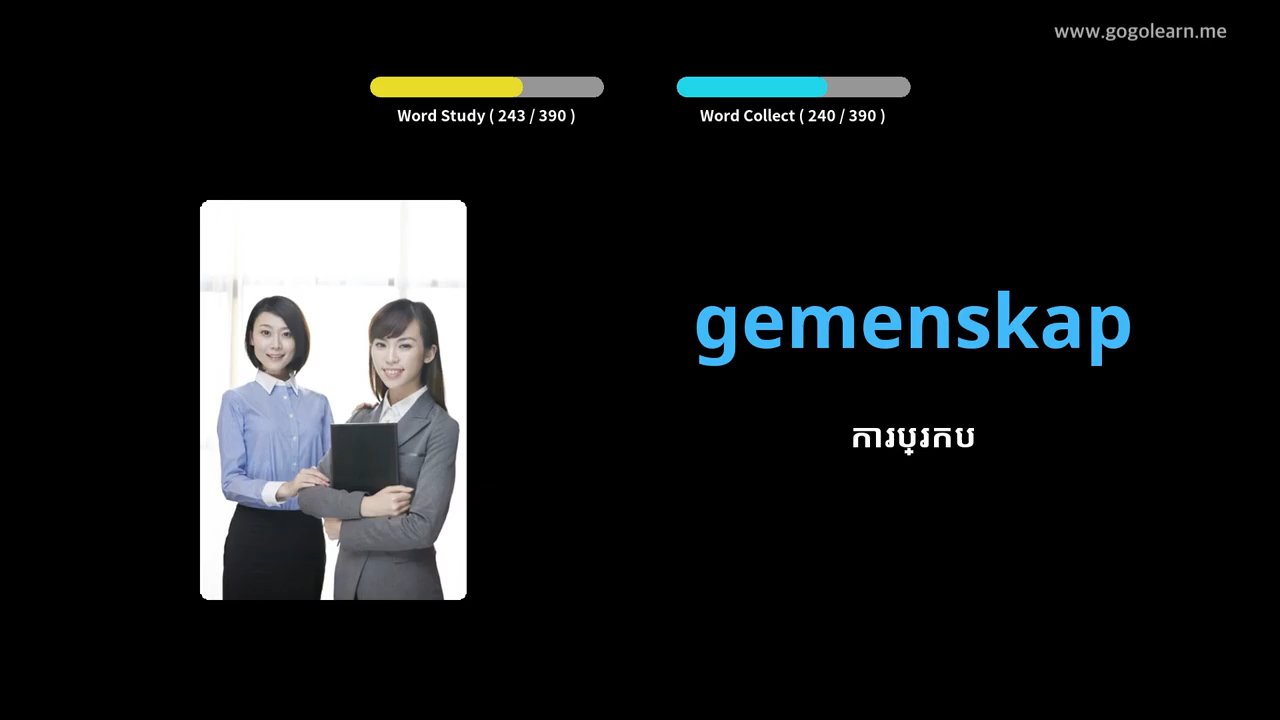 www.gogolearn.me
Word Study ( 243 / 390 )
Word Collect ( 240 / 390 )
gemenskap
ការប្រកប